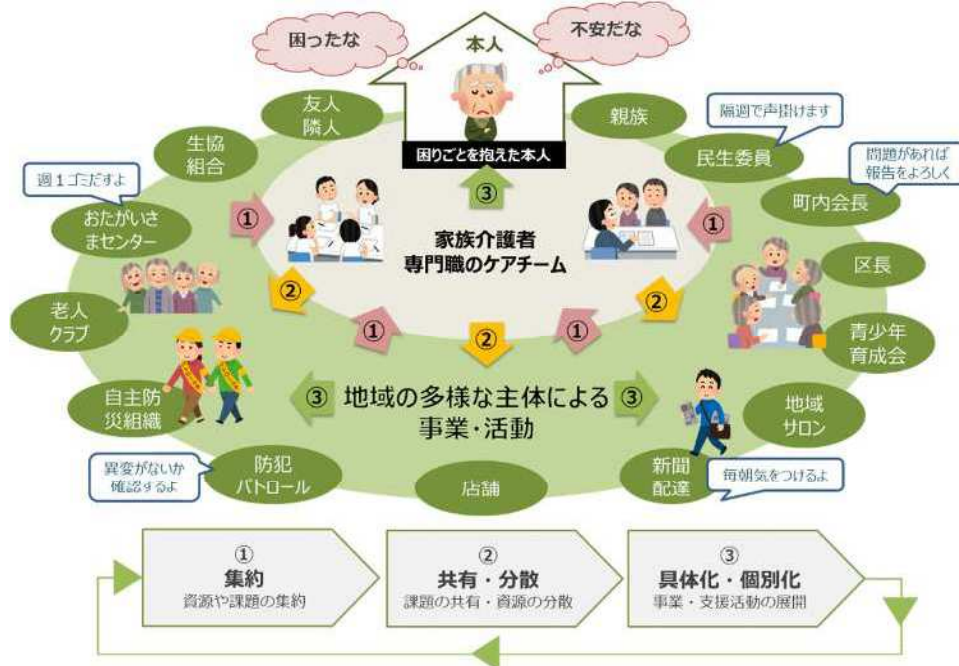 困ったな
不安だな
本人
困りごとを抱えた本人
友人
隣人
親族
生協
組合
隔週で声掛けます
民生委員
問題があれば
報告をよろしく
週1ゴミだすよ
おたがいさ
まセンター
町内会長
①
③
①
家族介護者
専門職のケアチーム
区長
老人
クラブ
②
①
②
①
②
青少年
育成会
自主防
災組織
③
地域の多様な主体による
事業・活動
③
地域
サロン
異変がないか
確認するよ
防犯
パトロール
店舗
新聞
配達
毎朝気をつけるよ
①
集約
資源や課題の集約
②
共有・分散
課題の共有・資源の分散
③
具体化・個別化
事業・支援活動の展開